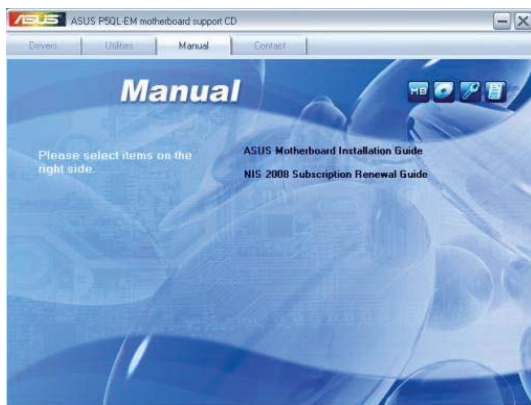 ASUS ASUS P5QL-EM motherboard support CD
Drivers Utilities Manual Contact
Manual
MB
Please select items on the
right side.
ASUS Motherboard Installation Guide
NIS 2008 Subscription Renewal Guide